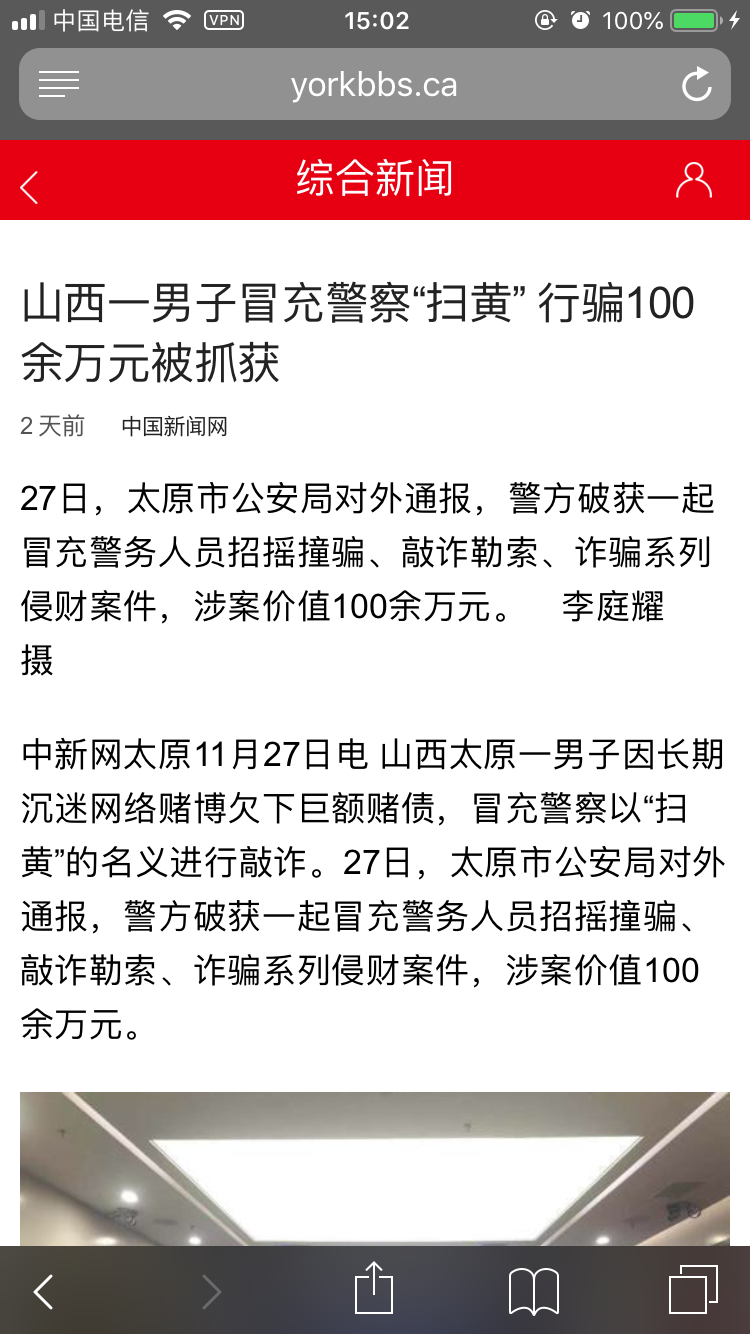 中国电信 VPN 15:02 100%
yorkbbs.ca
综合新闻
山西一男子冒充警察“扫黄” 行骗100
余万元被抓获
2 天前 中国新闻网
27日，太原市公安局对外通报，警方破获一起
冒充警务人员招摇撞骗、敲诈勒索、诈骗系列
侵财案件，涉案价值100余万元。 李庭耀
摄
中新网太原11月27日电 山西太原一男子因长期
沉迷网络赌博欠下巨额赌债，冒充警察以“扫
黄”的名义进行敲诈。27日，太原市公安局对外
通报，警方破获一起冒充警务人员招摇撞骗、
敲诈勒索、诈骗系列侵财案件，涉案价值100
余万元。